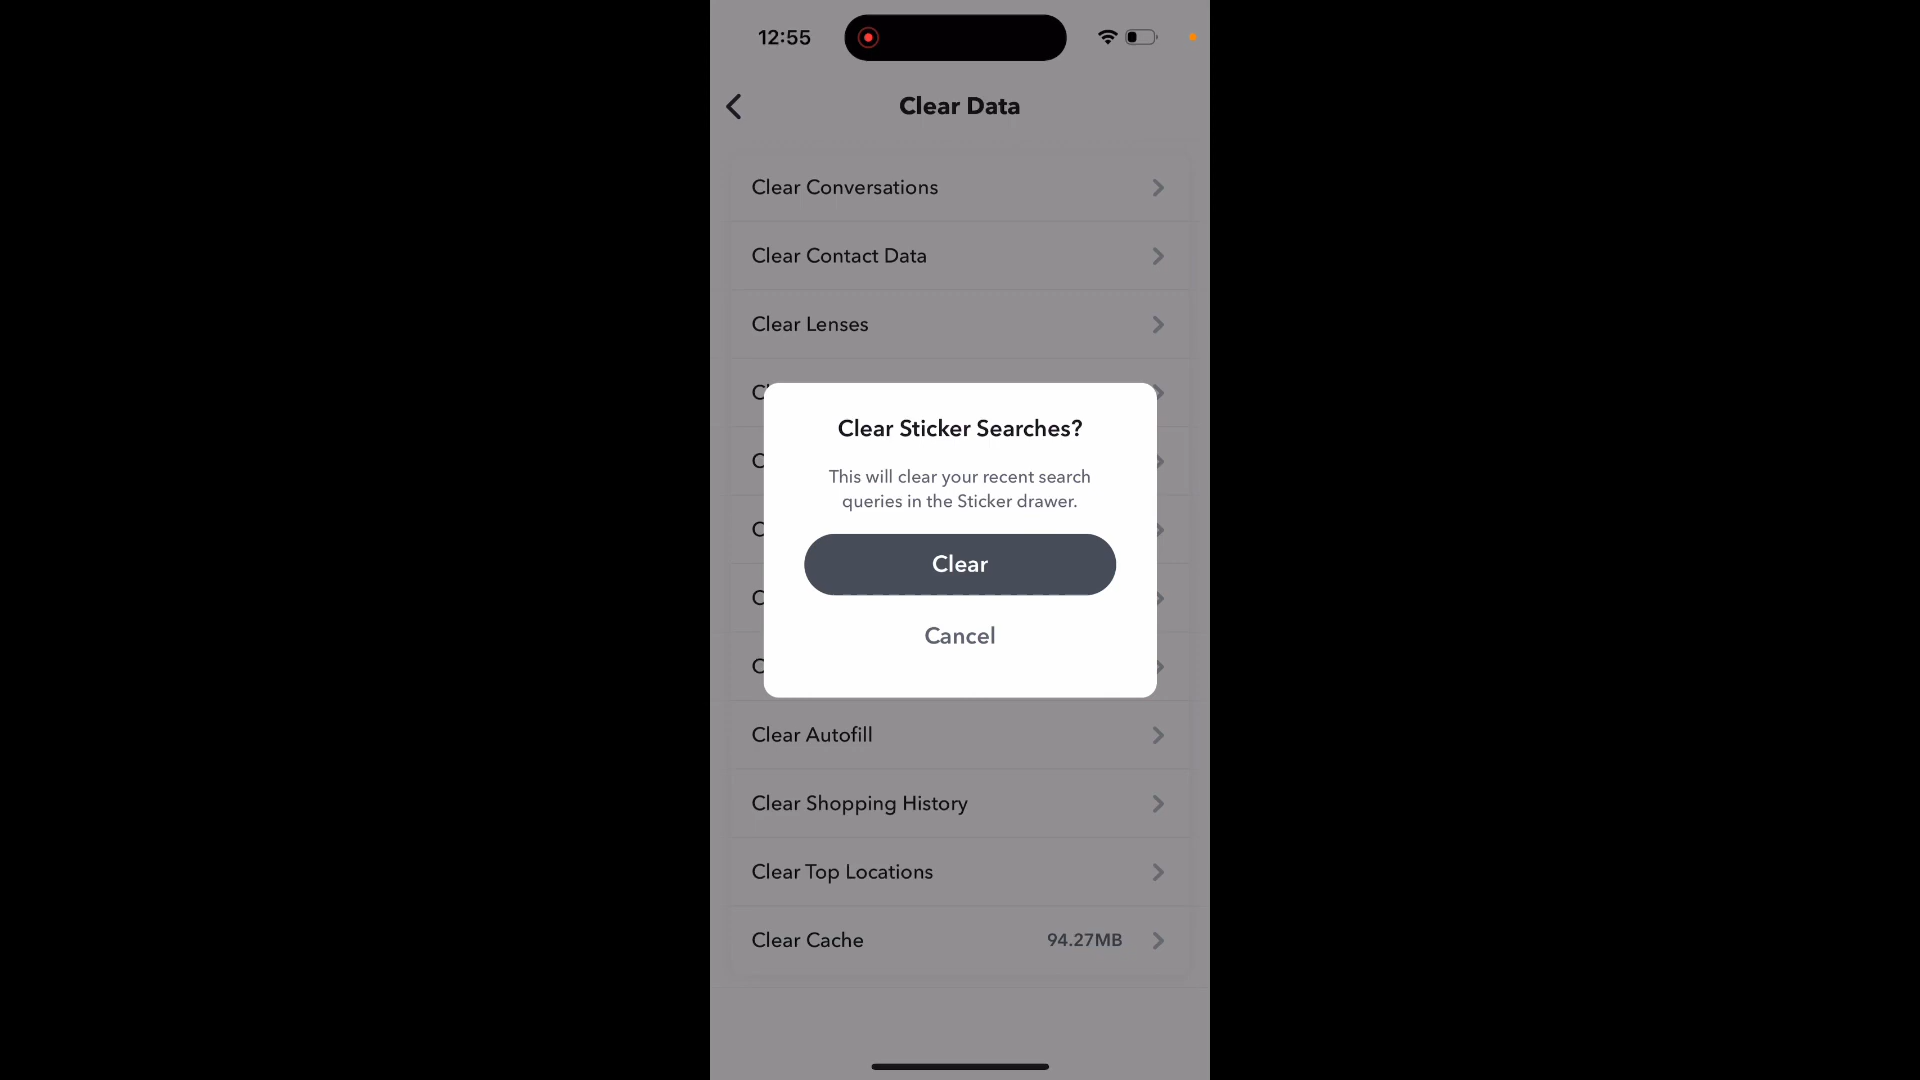 12:55
Clear Data
Clear Conversations
Clear Contact Data
Clear Lenses
Clear Sticker Searches?
This will clear your recent search
queries in the Sticker drawer.
Clear
Cancel
Clear Autofill
Clear Shopping History
Clear Top Locations
Clear Cache 94.27MB